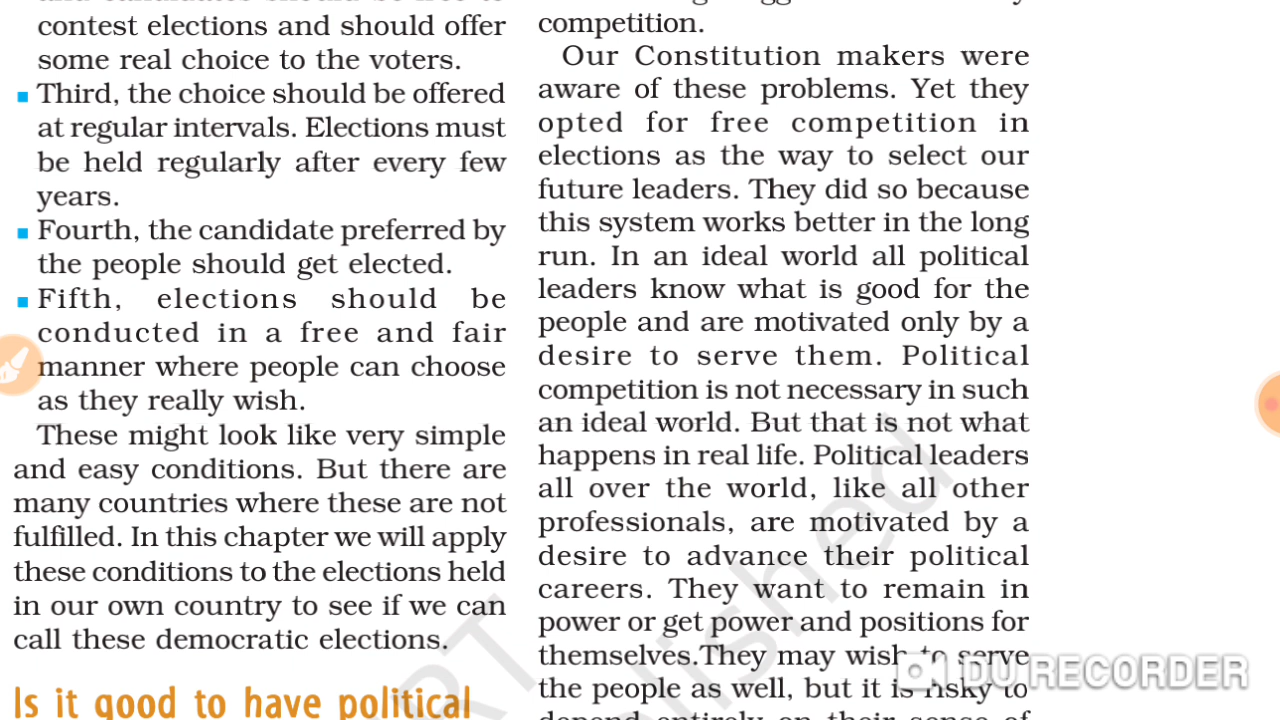 contest elections and should offer
some real choice to the voters.
Third, the choice should be offered
at regular intervals. Elections must
be held regularly after every few
years.
Fourth, the candidate preferred by
the people should get elected.
Fifth, elections should be
conducted in a free and fair
manner where people can choose
as they really wish.
These might look like very simple
and easy conditions. But there are
many countries where these are not
fulfilled. In this chapter we will apply
these conditions to the elections held
in our own country to see if we can
call these democratic elections.
Is it good to have political
competition.
Our Constitution makers were
aware of these problems. Yet they
opted for free competition in
elections as the way to select our
future leaders. They did so because
this system works better in the long
run. In an ideal world all political
leaders know what is good for the
people and are motivated only by a
desire to serve them. Political
competition is not necessary in such
an ideal world. But that is not what
happens in real life. Political leaders
all over the world, like all other
professionals, are motivated by a
desire to advance their political
careers. They want to remain in
power or get power and positions for
themselves.They may wish to serve
the people as well, but it is risky to
depend entirely on their sense of
DU RECORDER